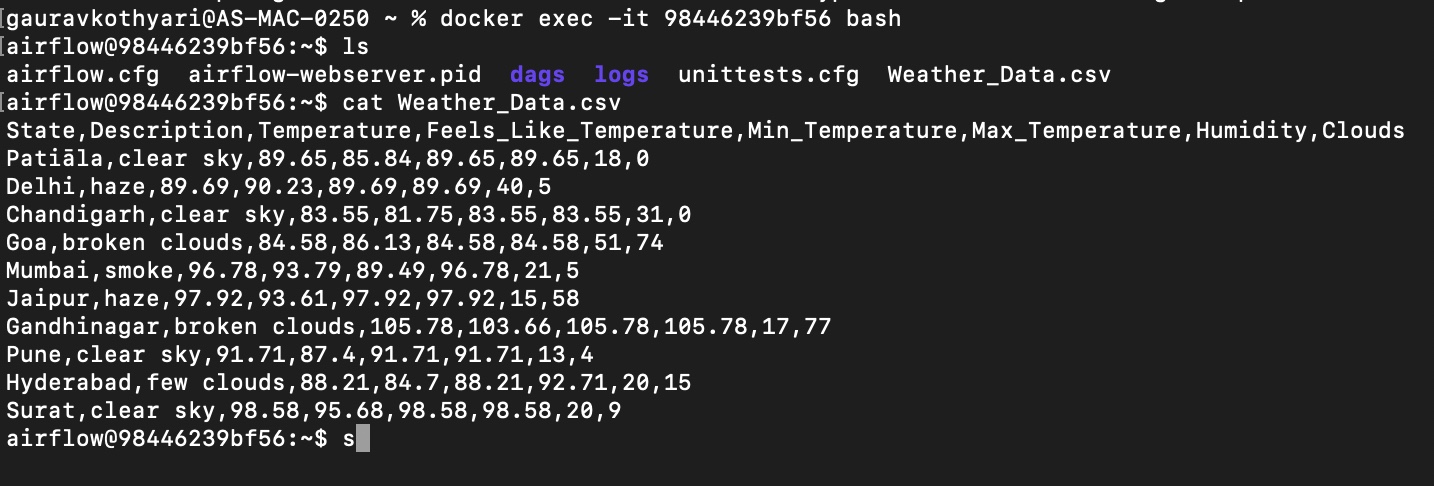 gauravkothyari@AS-MAC-0250 ~ % docker exec -it 98446239bf56 bash
[airflow@98446239bf56:~$ ls
airflow.cfg  airflow-webserver.pid  dags  logs  unittests.cfg  Weather_Data.csv
[airflow@98446239bf56:~$ cat Weather_Data.csv
State,Description,Temperature,Feels_Like_Temperature,Min_Temperature,Max_Temperature,Humidity,Clouds
Patiāla,clear sky,89.65,85.84,89.65,89.65,18,0
Delhi,haze,89.69,90.23,89.69,89.69,40,5
Chandigarh,clear sky,83.55,81.75,83.55,83.55,31,0
Goa,broken clouds,84.58,86.13,84.58,84.58,51,74
Mumbai,smoke,96.78,93.79,89.49,96.78,21,5
Jaipur,haze,97.92,93.61,97.92,97.92,15,58
Gandhinagar,broken clouds,105.78,103.66,105.78,105.78,17,77
Pune,clear sky,91.71,87.4,91.71,91.71,13,4
Hyderabad,few clouds,88.21,84.7,88.21,92.71,20,15
Surat,clear sky,98.58,95.68,98.58,98.58,20,9
airflow@98446239bf56:~$ s